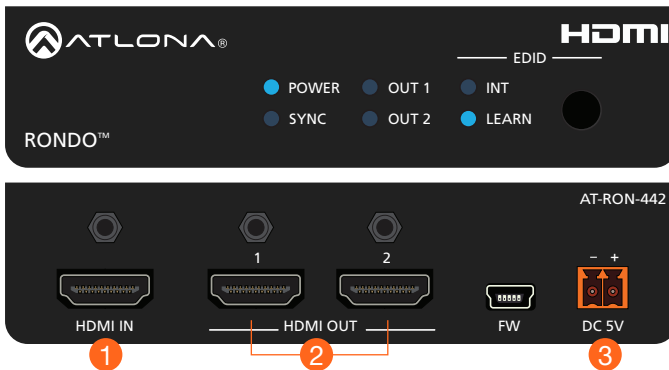 ATLONA®
HDMI
EDID
POWER OUT 1 INT
SYNC OUT 2 LEARN
RONDO™
AT-RON-442
1 2 − +
HDMI IN HDMI OUT FW DC 5V
1 2 3